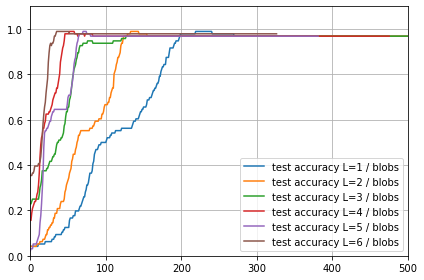 1.0
0.8
0.6
0.4
0.2
0.0
0 100 200 300 400 500
test accuracy L=1 / blobs
test accuracy L=2 / blobs
test accuracy L=3 / blobs
test accuracy L=4 / blobs
test accuracy L=5 / blobs
test accuracy L=6 / blobs